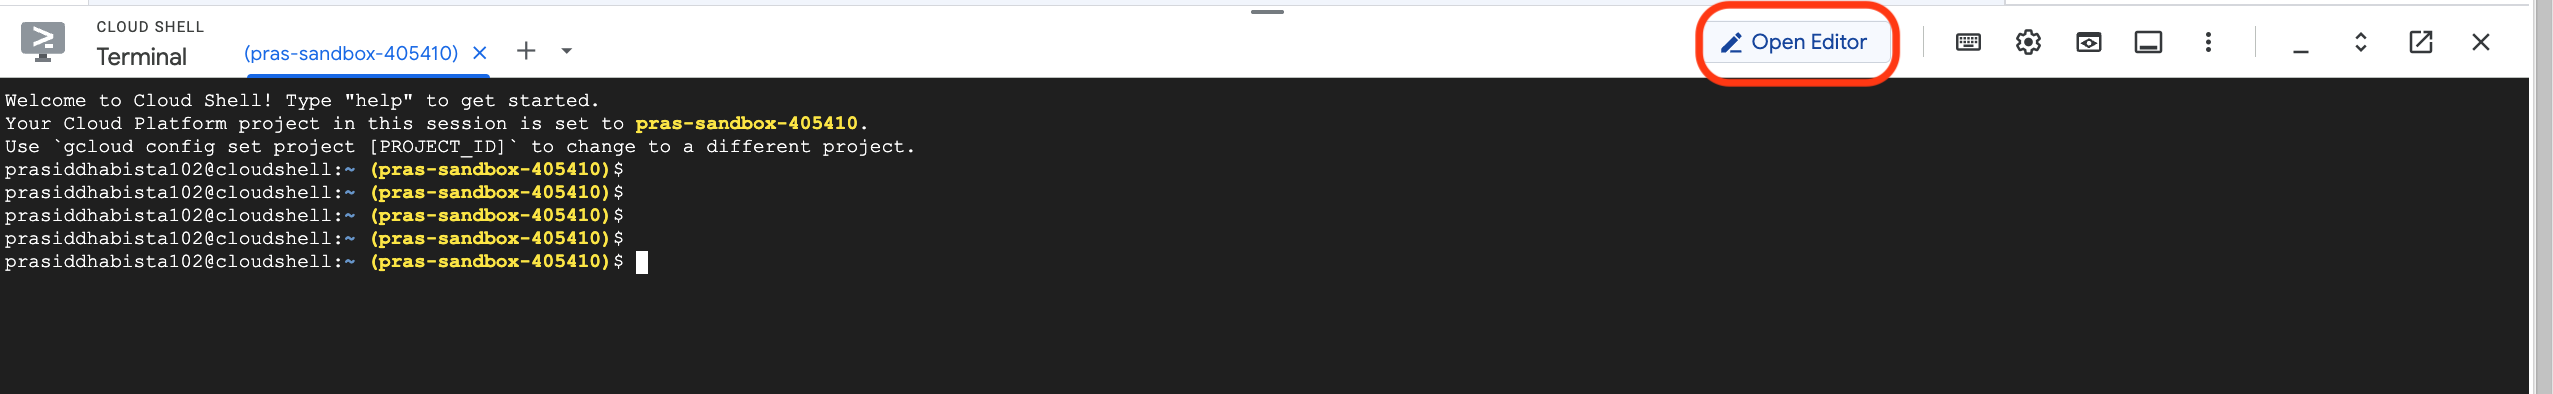 CLOUD SHELL
Terminal
(pras-sandbox-405410)
Open Editor
Welcome to Cloud Shell! Type "help" to get started.
Your Cloud Platform project in this session is set to pras-sandbox-405410.
Use `gcloud config set project [PROJECT_ID]` to change to a different project.
prasiddhabista102@cloudshell:~ (pras-sandbox-405410)$
prasiddhabista102@cloudshell:~ (pras-sandbox-405410)$
prasiddhabista102@cloudshell:~ (pras-sandbox-405410)$
prasiddhabista102@cloudshell:~ (pras-sandbox-405410)$
prasiddhabista102@cloudshell:~ (pras-sandbox-405410)$